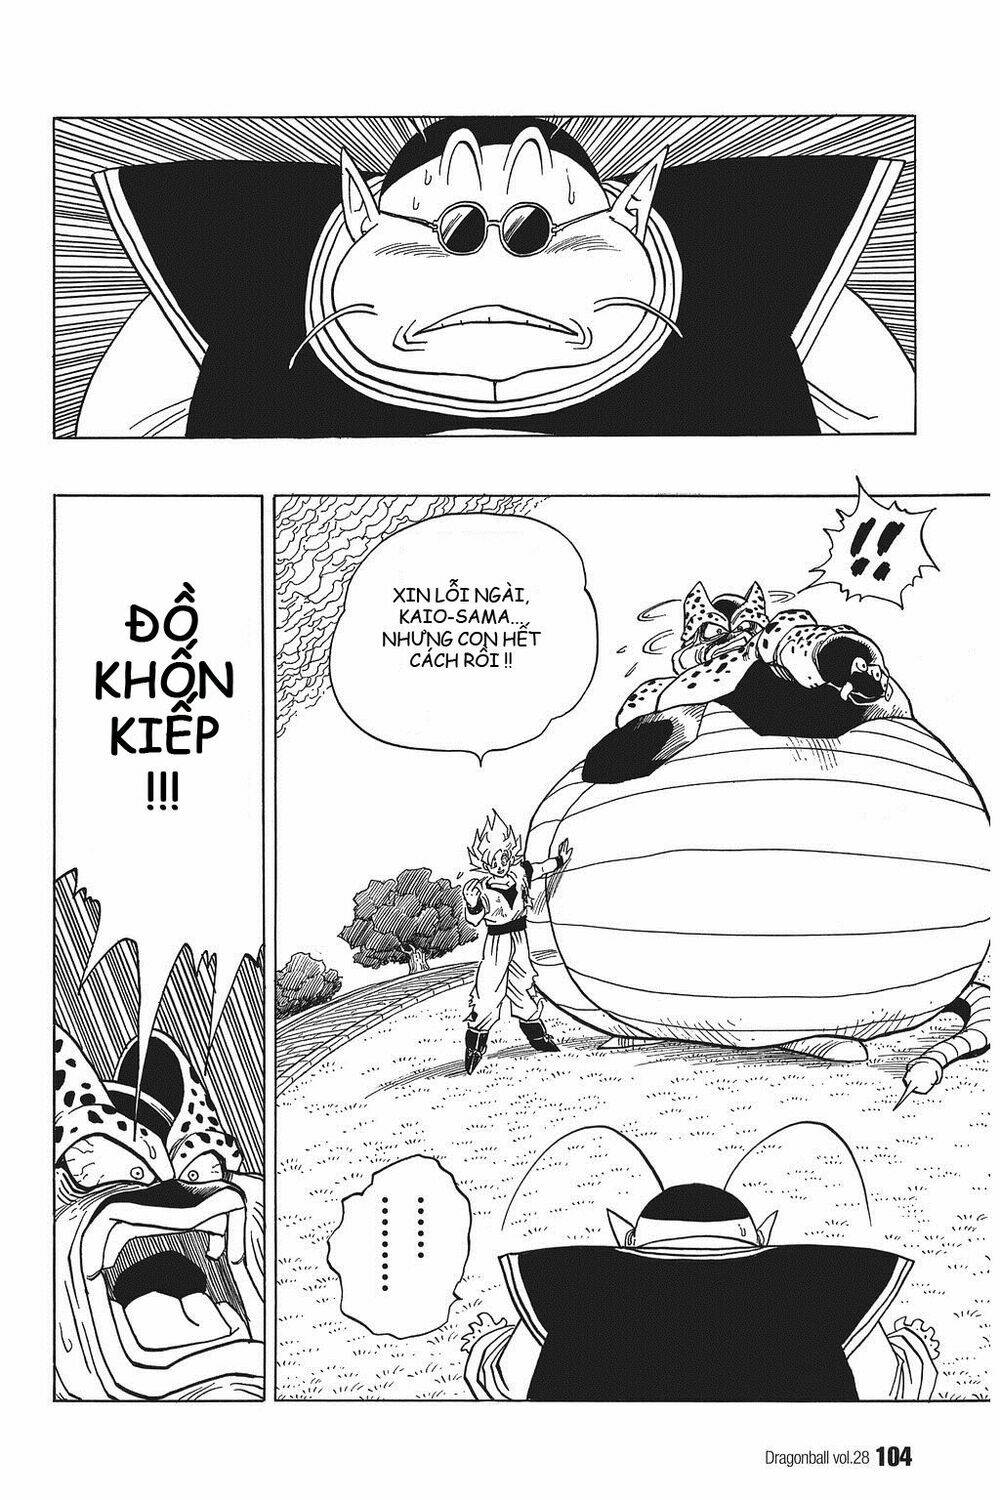 !!
XIN LỖI NGÀI,
KAIO-SAMA...
NHƯNG CON HẾT
CÁCH RỒI !!
ĐỒ
KHỐN
KIẾP
!!!
Dragonball vol.28 104